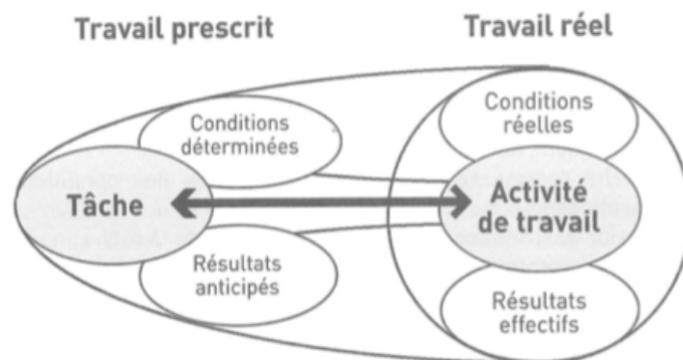 Travail prescrit
Travail réel
Conditions
déterminées
Conditions
réelles
Tâche
Activité
de travail
Résultats
anticipés
Résultats
effectifs